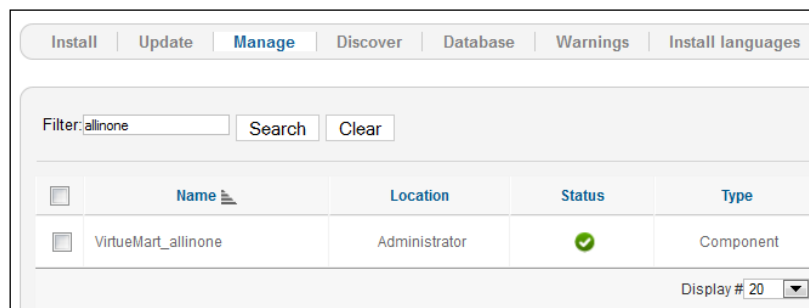 Install Update Manage Discover Database Warnings Install languages
Filter: allinone Search Clear
Name Location Status Type
VirtueMart_allinone Administrator Component
Display # 20